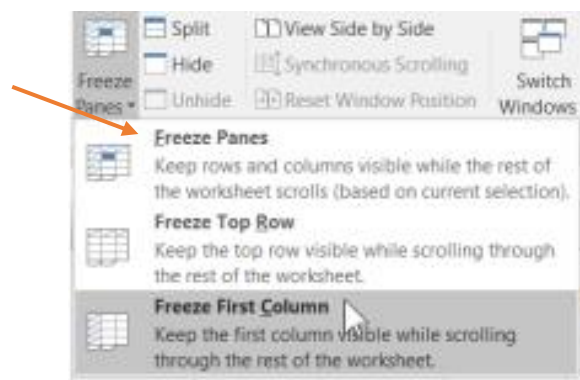 Split
View Side by Side
Hide
Synchronous Scrolling
Freeze
Panes
Unhide
Reset Window Position
Switch
Windows
Freeze Panes
Keep rows and columns visible while the rest of
the worksheet scrolls (based on current selection).
Freeze Top Row
Keep the top row visible while scrolling through
the rest of the worksheet.
Freeze First Column
Keep the first column visible while scrolling
through the rest of the worksheet.